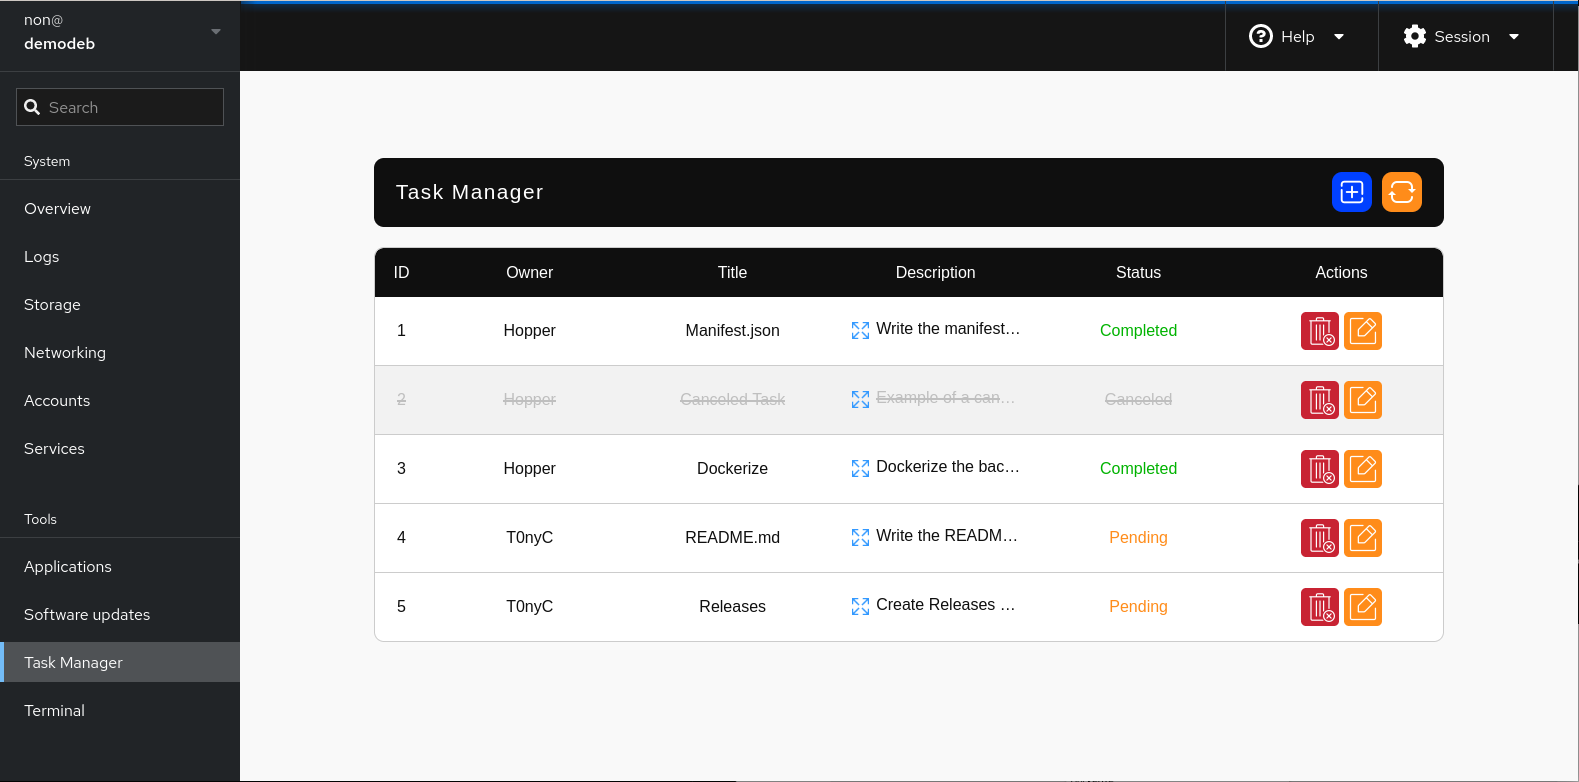 non@
demodeb
Help
Session
Search
System
Overview
Logs
Storage
Networking
Accounts
Services
Tools
Applications
Software updates
Task Manager
Terminal
Task Manager
ID Owner Title Description Status Actions
1 Hopper Manifest.json Write the manifest... Completed
2 Hopper Canceled Task Example of a can... Canceled
3 Hopper Dockerize Dockerize the bac... Completed
4 T0nyC README.md Write the READM... Pending
5 T0nyC Releases Create Releases ... Pending